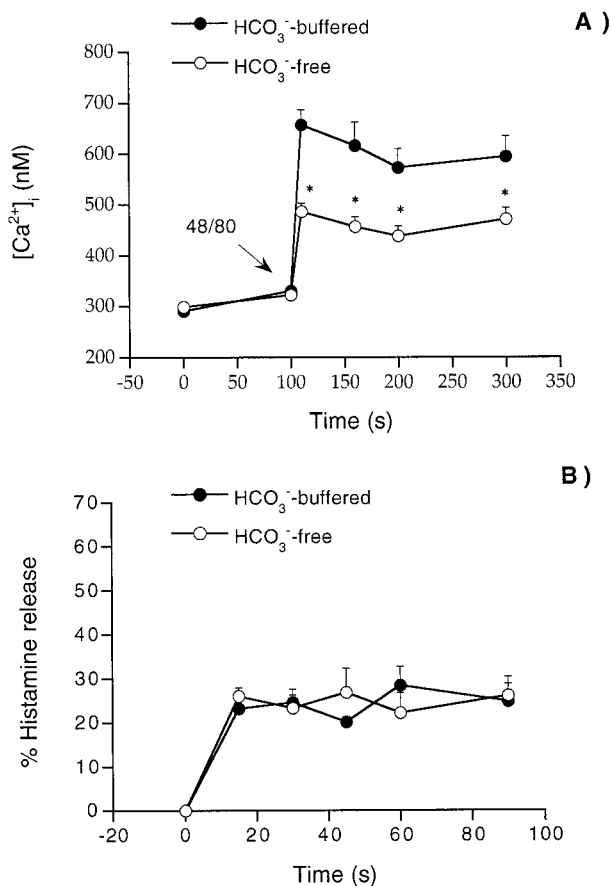 A )
HCO₃⁻-buffered
HCO₃⁻-free
800
700
600
500
400
300
200
[Ca²⁺]ᵢ (nM)
48/80
* * * *
-50 0 50 100 150 200 250 300 350
Time (s)
B )
HCO₃⁻-buffered
HCO₃⁻-free
70
60
50
40
30
20
10
0
% Histamine release
-20 0 20 40 60 80 100
Time (s)